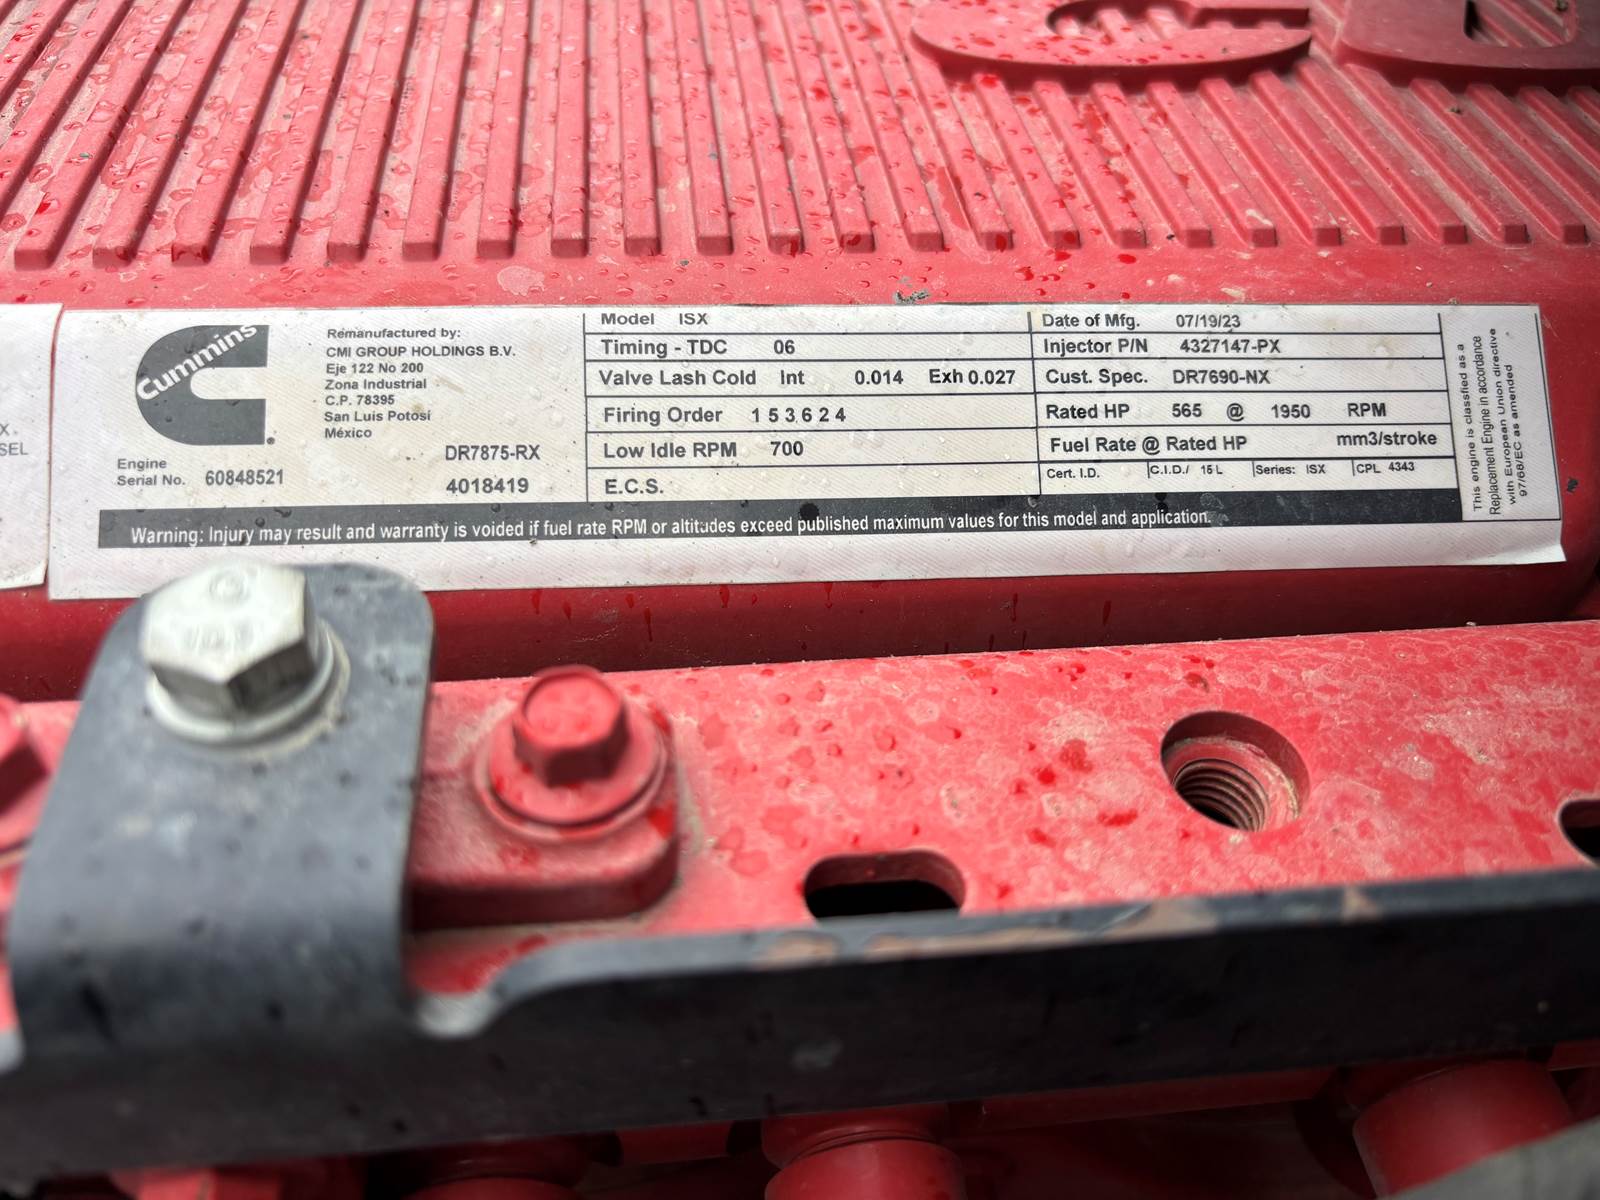 X.
SEL
Cummins
Remanufactured by:
CMI GROUP HOLDINGS B.V.
Eje 122 No 200
Zona Industrial
C.P. 78395
San Luis Potosí
México
DR7875-RX
Engine
Serial No. 60848521
4018419
Model ISX
Timing - TDC 06
Valve Lash Cold Int 0.014 Exh 0.027
Firing Order 1 5 3 6 2 4
Low Idle RPM 700
E.C.S.
Date of Mfg. 07/19/23
Injector P/N 4327147-PX
Cust. Spec. DR7690-NX
Rated HP 565 @ 1950 RPM
Fuel Rate @ Rated HP mm3/stroke
Cert. I.D. C.I.D./ 15 L Series: ISX CPL 4343
This engine is classified as a
Replacement Engine in accordance
with European Union directive
97/68/EC as amended
Warning: Injury may result and warranty is voided if fuel rate RPM or altitudes exceed published maximum values for this model and application.